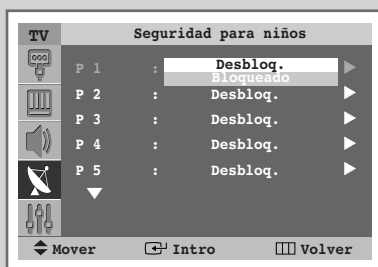 TV Seguridad para niños
P 1 : Desbloq.
Bloqueado
P 2 : Desbloq.
P 3 : Desbloq.
P 4 : Desbloq.
P 5 : Desbloq.
Mover Intro Volver